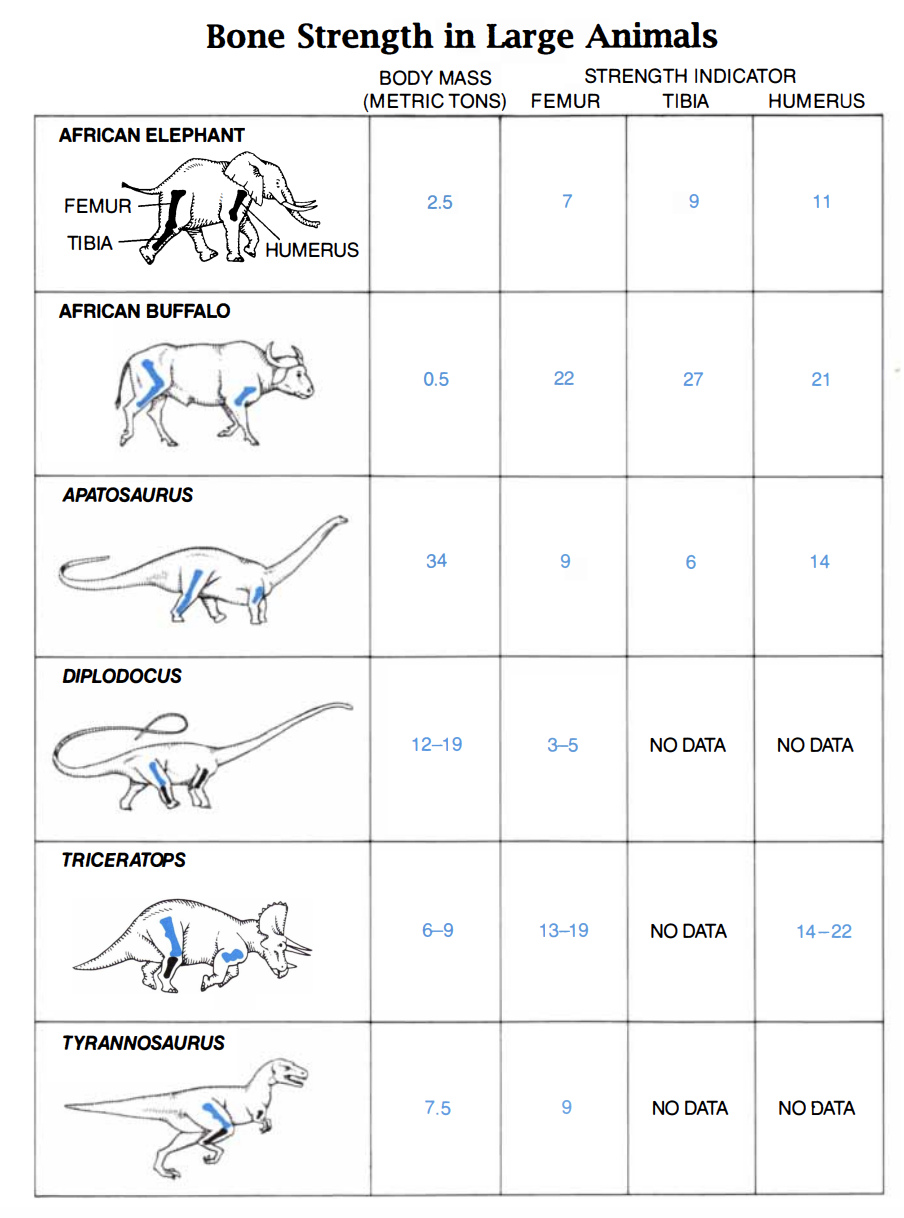 Bone Strength in Large Animals
BODY MASS STRENGTH INDICATOR
(METRIC TONS) FEMUR TIBIA HUMERUS
AFRICAN ELEPHANT
FEMUR
TIBIA
HUMERUS
2.5 7 9 11
AFRICAN BUFFALO
0.5 22 27 21
APATOSAURUS
34 9 6 14
DIPLODOCUS
12–19 3–5 NO DATA NO DATA
TRICERATOPS
6–9 13–19 NO DATA 14–22
TYRANNOSAURUS
7.5 9 NO DATA NO DATA